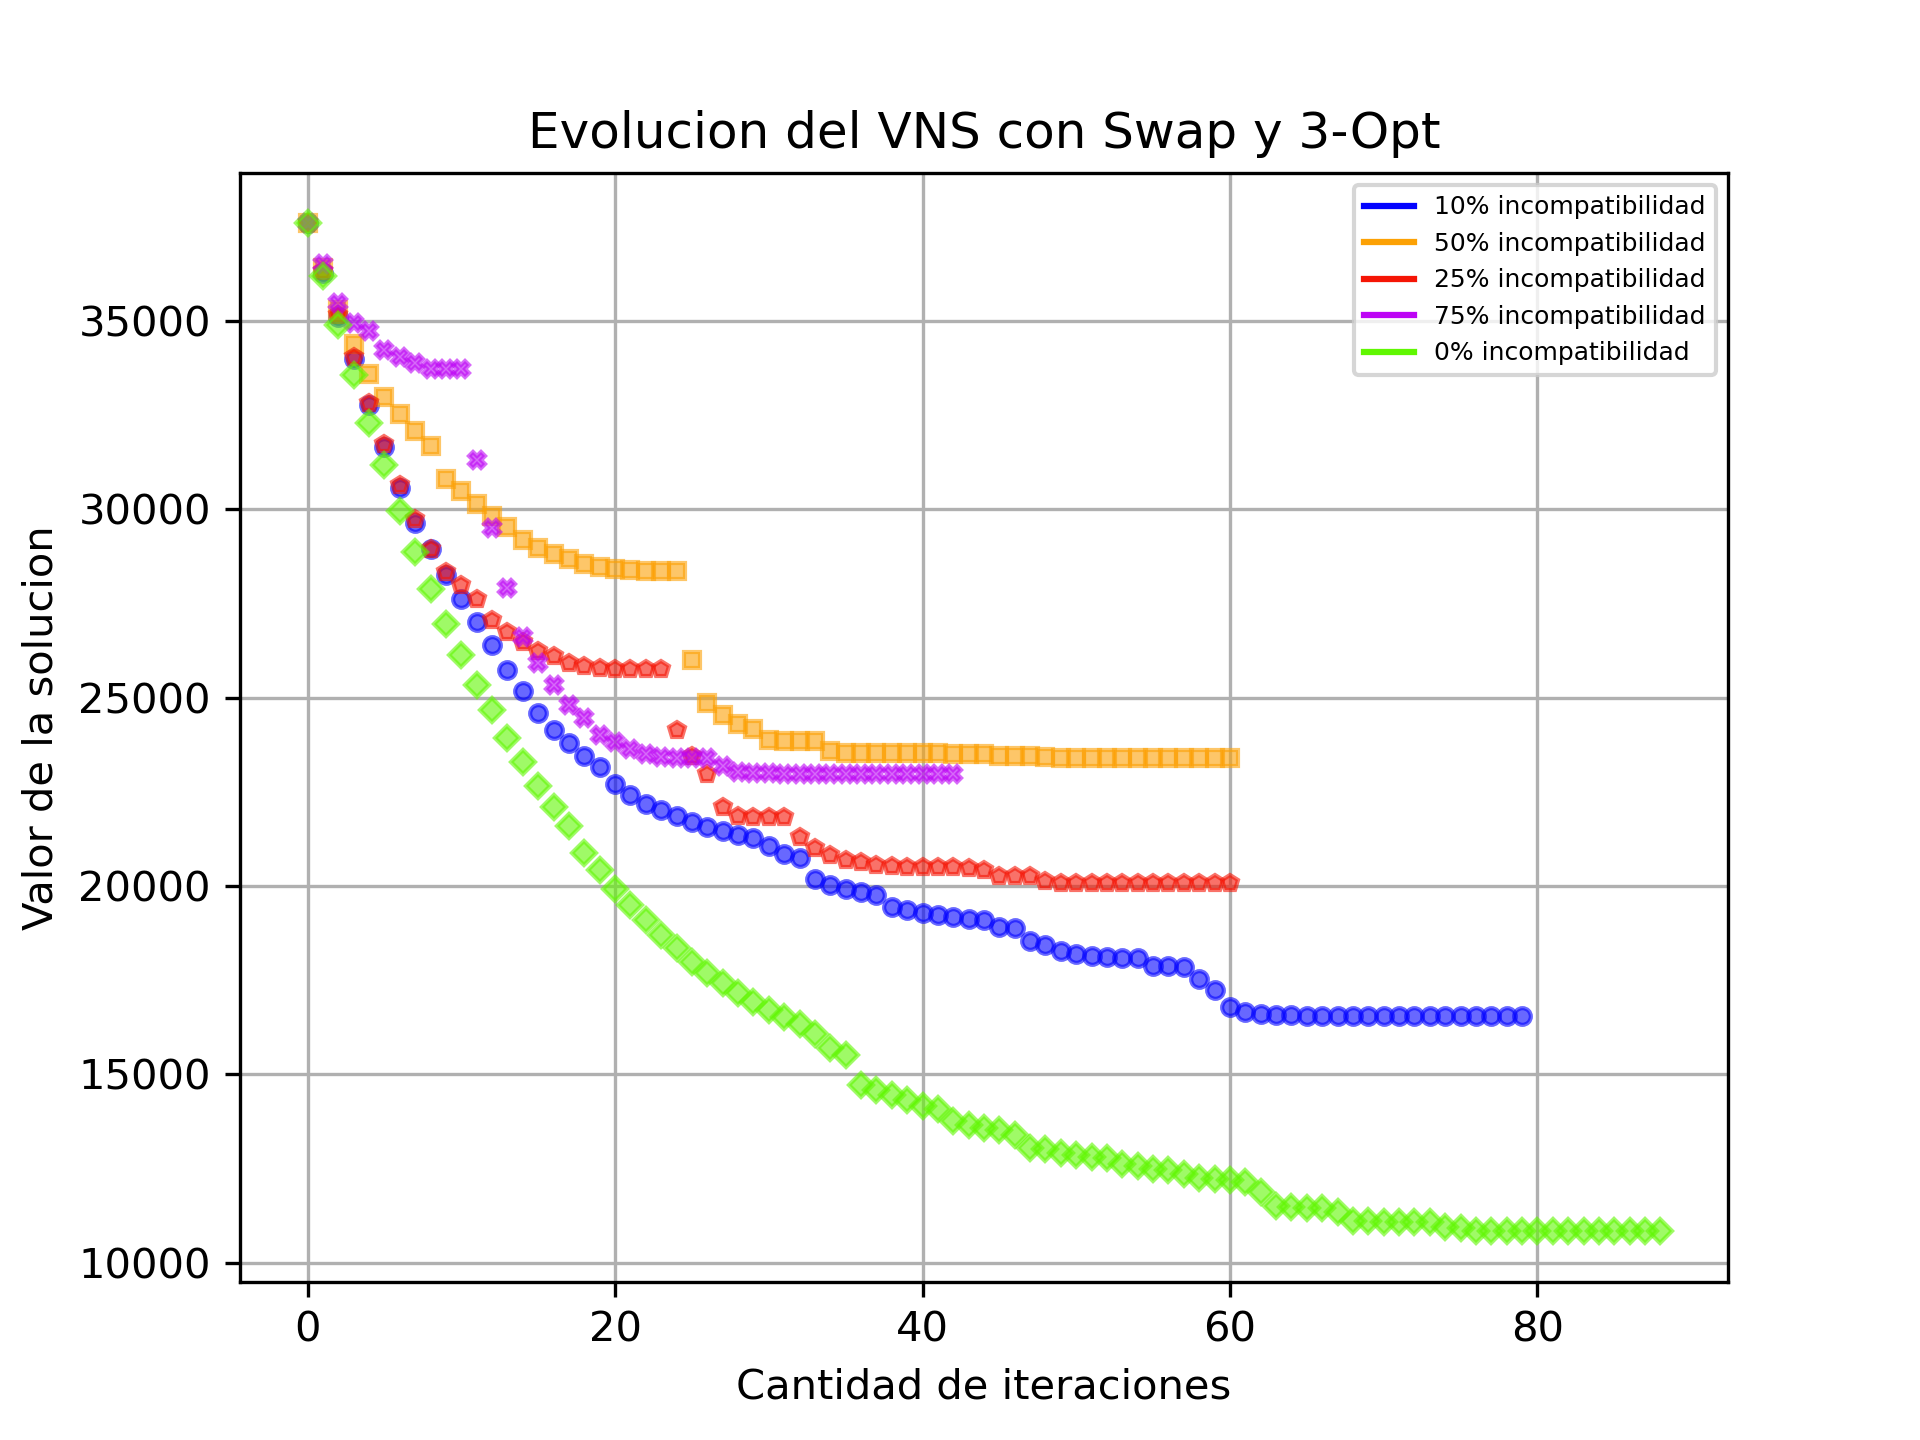 Evolucion del VNS con Swap y 3-Opt
10% incompatibilidad
50% incompatibilidad
25% incompatibilidad
75% incompatibilidad
0% incompatibilidad
Valor de la solucion
35000
30000
25000
20000
15000
10000
0 20 40 60 80
Cantidad de iteraciones